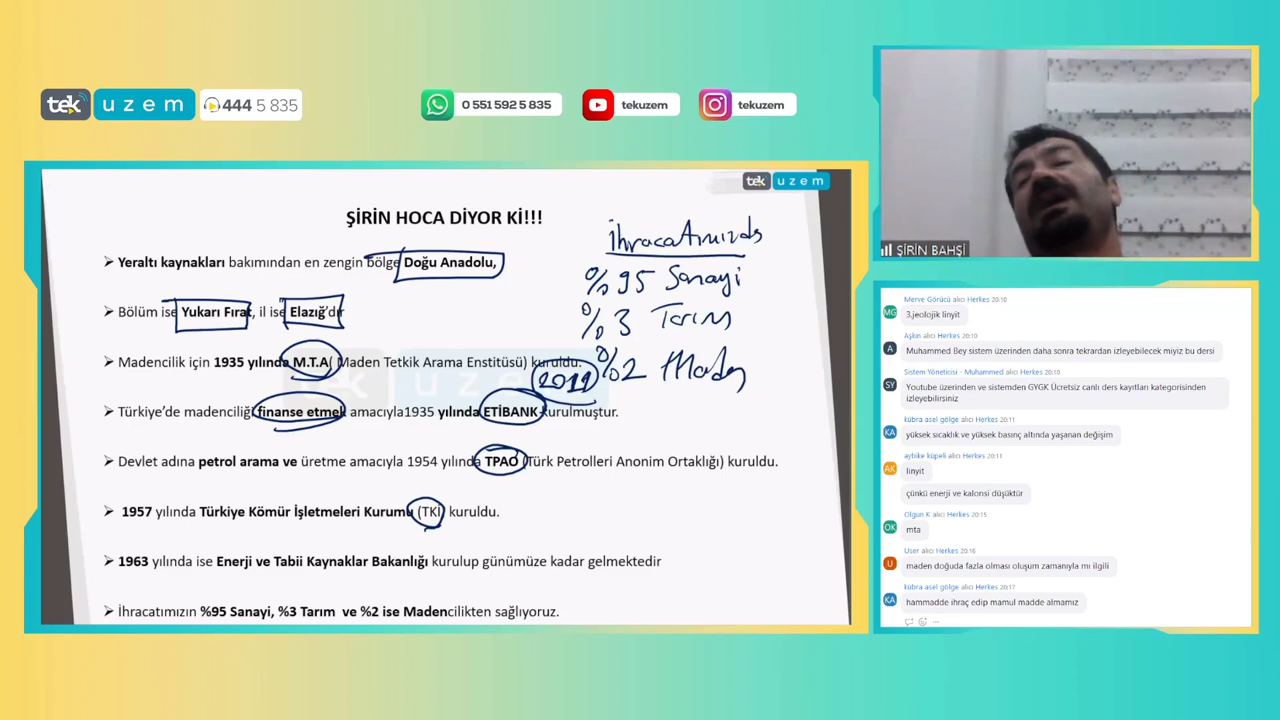 tek uzem 444 5 835
0 551 592 5 835
tekuzem
tekuzem
tek uzem
ŞİRİN HOCA DİYOR Kİ!!!
➢ Yeraltı kaynakları bakımından en zengin bölge Doğu Anadolu,
➢ Bölüm ise Yukarı Fırat, il ise Elazığ'dır
➢ Madencilik için 1935 yılında M.T.A( Maden Tetkik Arama Enstitüsü) kuruldu.
➢ Türkiye'de madenciliği finanse etmek amacıyla1935 yılında ETİBANK kurulmuştur.
➢ Devlet adına petrol arama ve üretme amacıyla 1954 yılında TPAO (Türk Petrolleri Anonim Ortaklığı) kuruldu.
➢ 1957 yılında Türkiye Kömür İşletmeleri Kurumu (TKİ) kuruldu.
➢ 1963 yılında ise Enerji ve Tabii Kaynaklar Bakanlığı kurulup günümüze kadar gelmektedir
➢ İhracatımızın %95 Sanayi, %3 Tarım ve %2 ise Madencilikten sağlıyoruz.
İhracatımızda
%95 Sanayi
%3 Tarım
%2 Maden
tek uzem
ŞİRİN BAHŞİ
Merve Görücü alıcı Herkes 20:10
MG
3.jeolojik linyit
Aşkın alıcı Herkes 20:10
A
Muhammed Bey sistem üzerinden daha sonra tekrardan izleyebilecek miyiz bu dersi
Sistem Yöneticisi - Muhammed alıcı Herkes 20:10
SY
Youtube üzerinden ve sistemden GYGK Ücretsiz canlı ders kayıtları kategorisinden
izleyebilirsiniz
kübra asel gölge alıcı Herkes 20:11
KA
yüksek sıcaklık ve yüksek basınç altında yaşanan değişim
aybike küpeli alıcı Herkes 20:11
AK
linyit
çünkü enerji ve kalorisi düşüktür
Olgun K alıcı Herkes 20:15
OK
mta
User alıcı Herkes 20:16
U
maden doğuda fazla olması oluşum zamanıyla mı ilgili
kübra asel gölge alıcı Herkes 20:17
KA
hammadde ihraç edip mamul madde almamız